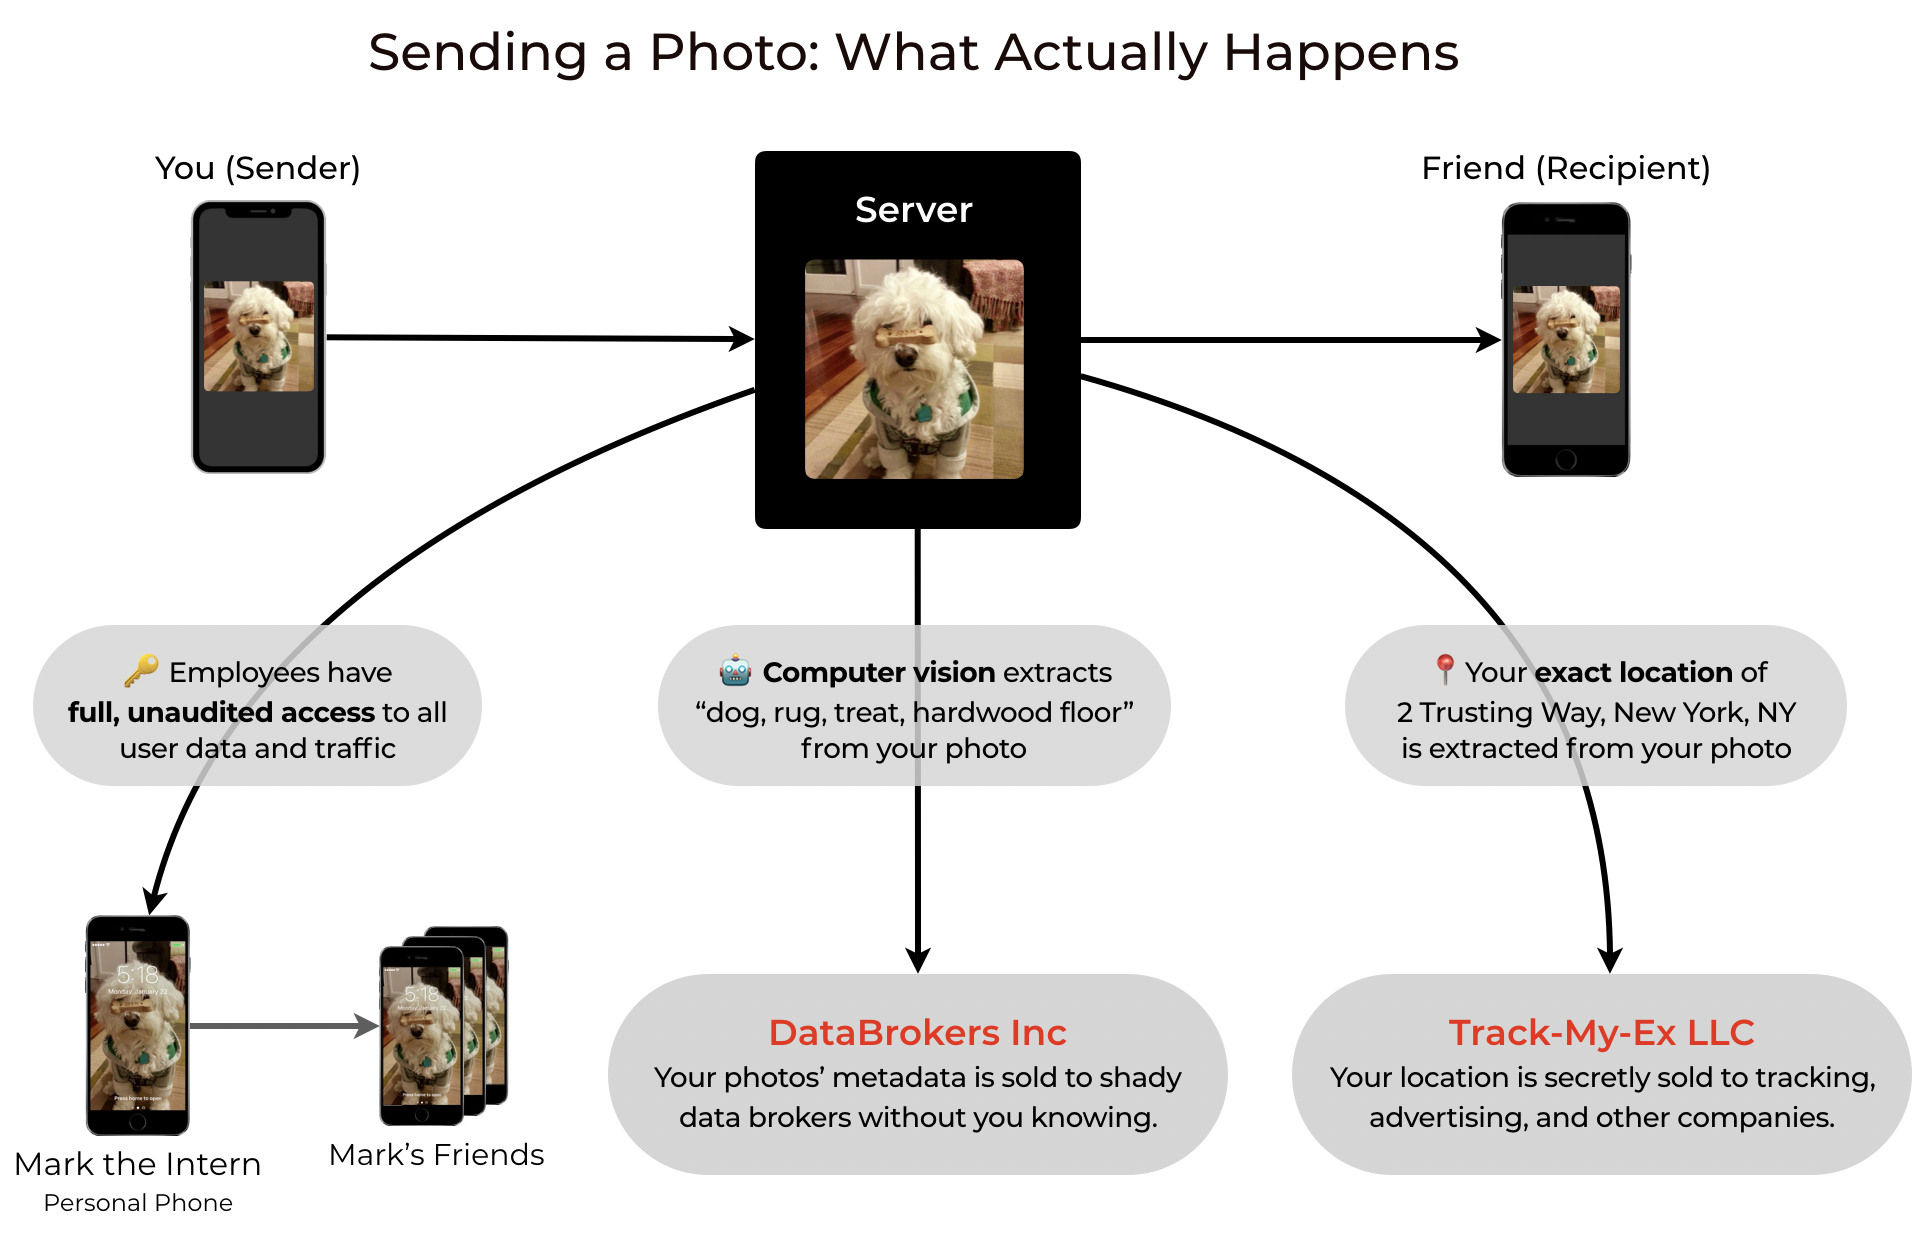 Sending a Photo: What Actually Happens
You (Sender)
Server
Friend (Recipient)
🔑 Employees have
full, unaudited access to all
user data and traffic
🤖 Computer vision extracts
“dog, rug, treat, hardwood floor”
from your photo
📍 Your exact location of
2 Trusting Way, New York, NY
is extracted from your photo
5:18
Monday, January 22
Press home to open
Mark the Intern
Personal Phone
5:18
Monday, January 22
Press home to open
Mark’s Friends
DataBrokers Inc
Your photos’ metadata is sold to shady
data brokers without you knowing.
Track-My-Ex LLC
Your location is secretly sold to tracking,
advertising, and other companies.